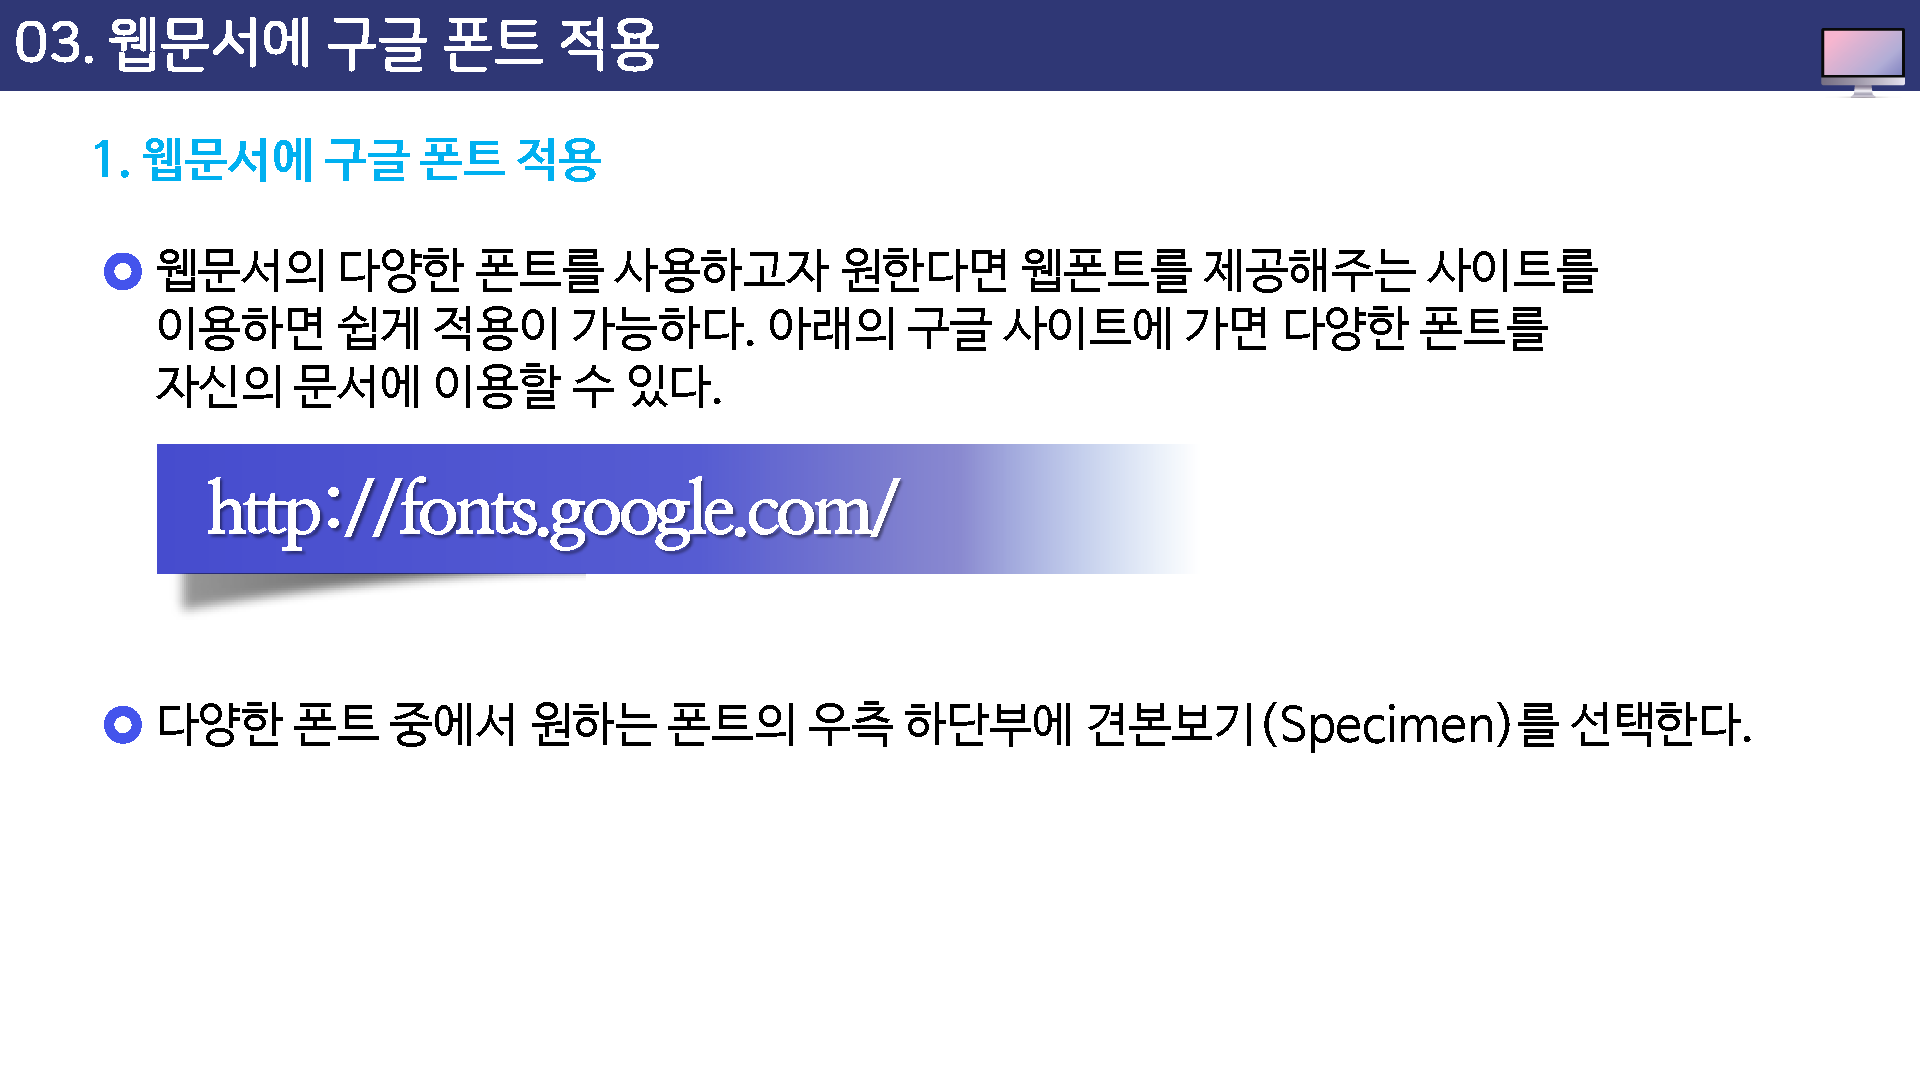 03. 웹문서에 구글 폰트 적용
1. 웹문서에 구글 폰트 적용
웹문서의 다양한 폰트를 사용하고자 원한다면 웹폰트를 제공해주는 사이트를
이용하면 쉽게 적용이 가능하다. 아래의 구글 사이트에 가면 다양한 폰트를
자신의 문서에 이용할 수 있다.
http://fonts.google.com/
다양한 폰트 중에서 원하는 폰트의 우측 하단부에 견본보기(Specimen)를 선택한다.